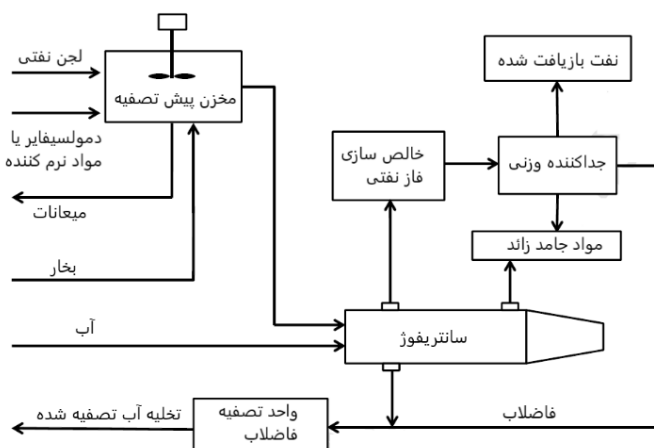 لجن نفتی
مخزن پیش تصفیه
دمولسیفایر یا
مواد نرم کننده
میعانات
بخار
آب
نفت بازیافت شده
خالص سازی
فاز نفتی
جداکننده وزنی
مواد جامد زائد
سانتریفوژ
فاضلاب
واحد تصفیه
فاضلاب
تخلیه آب تصفیه شده